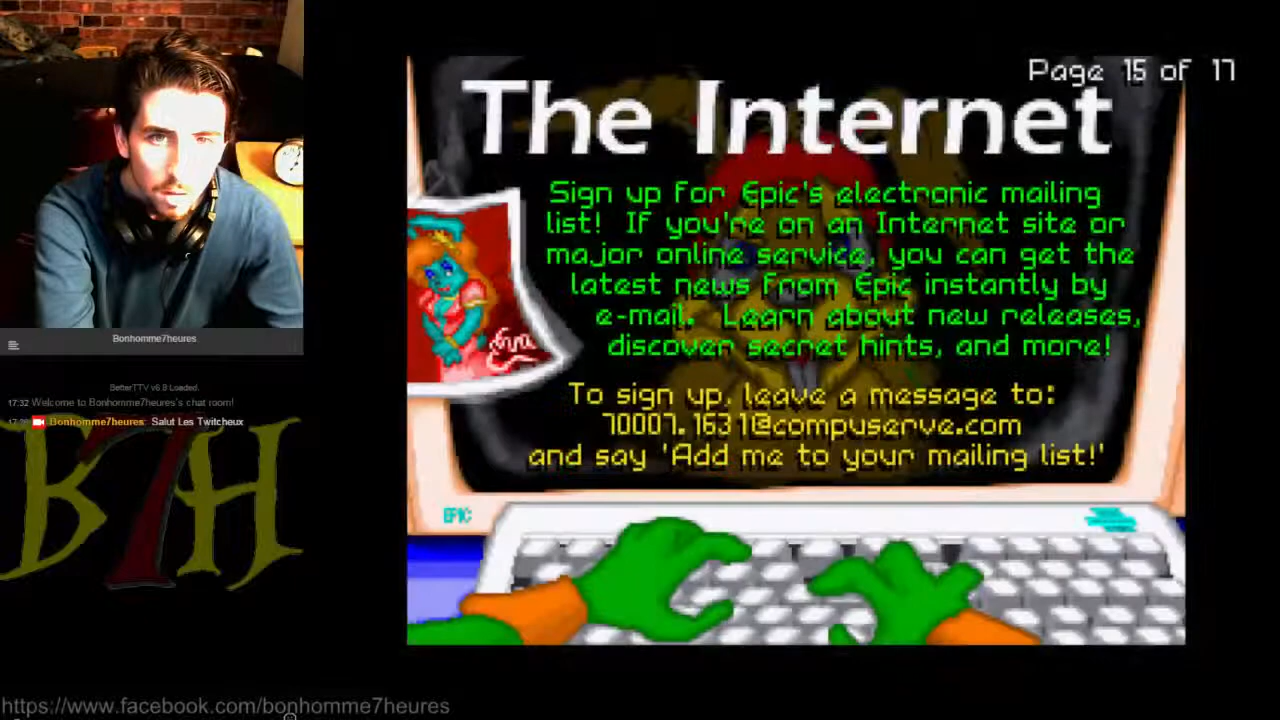 Page 15 of 17
The Internet
Sign up for Epic's electronic mailing
list! If you're on an Internet site or
major online service, you can get the
latest news from Epic instantly by
e-mail. Learn about new releases,
discover secret hints, and more!
To sign up, leave a message to:
70007.1631@compuserve.com
and say 'Add me to your mailing list!'
Eva
EPIC
Bonhomme7heures
BetterTTV v6.8 Loaded.
17:32 Welcome to Bonhomme7heures's chat room!
Bonhomme7heures: Salut Les Twitcheux
B7H
https://www.facebook.com/bonhomme7heures